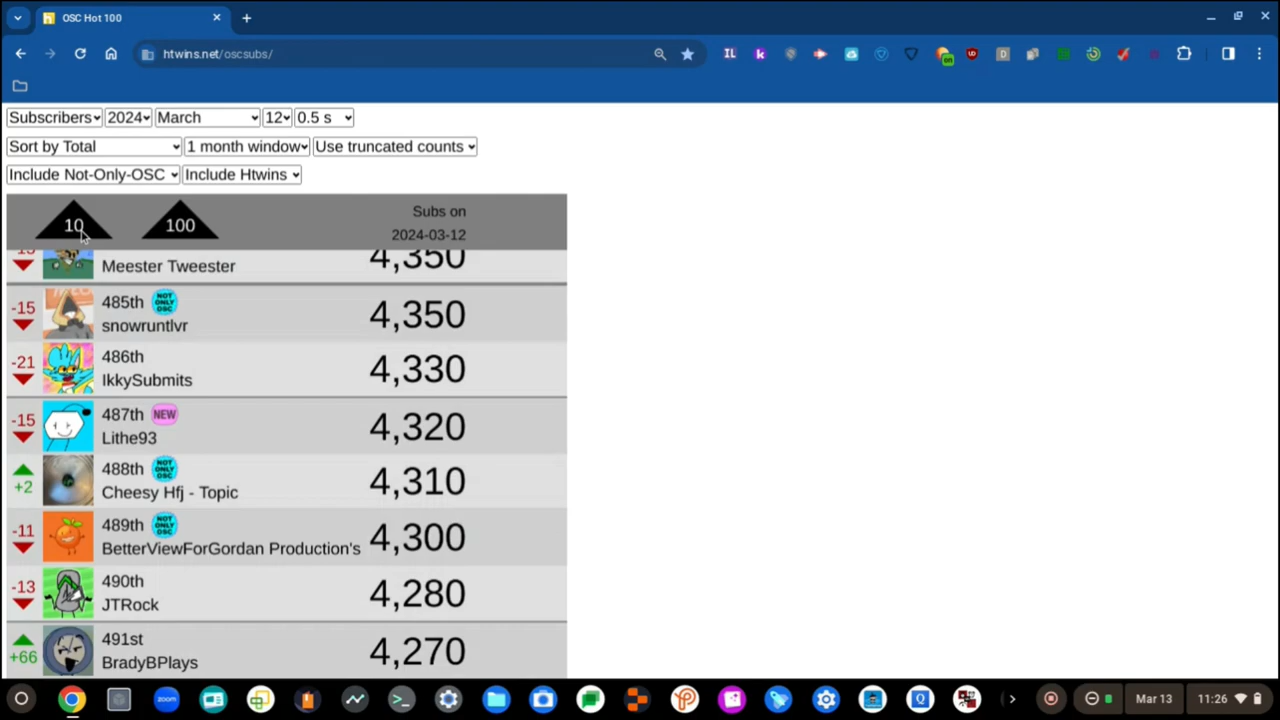 OSC Hot 100
htwins.net/oscsubs/
IL k on UD D
Subscribers 2024 March 12 0.5 s
Sort by Total 1 month window Use truncated counts
Include Not-Only-OSC Include Htwins
10 100 Subs on
2024-03-12
Meester Tweester 4,350
-15 485th NOT ONLY OSC
snowruntlvr 4,350
-21 486th
IkkySubmits 4,330
-15 487th NEW
Lithe93 4,320
+2 488th NOT ONLY OSC
Cheesy Hfj - Topic 4,310
-11 489th NOT ONLY OSC
BetterViewForGordan Production's 4,300
-13 490th
JTRock 4,280
+66 491st
BradyBPlays 4,270
zoom Q Mar 13 11:26